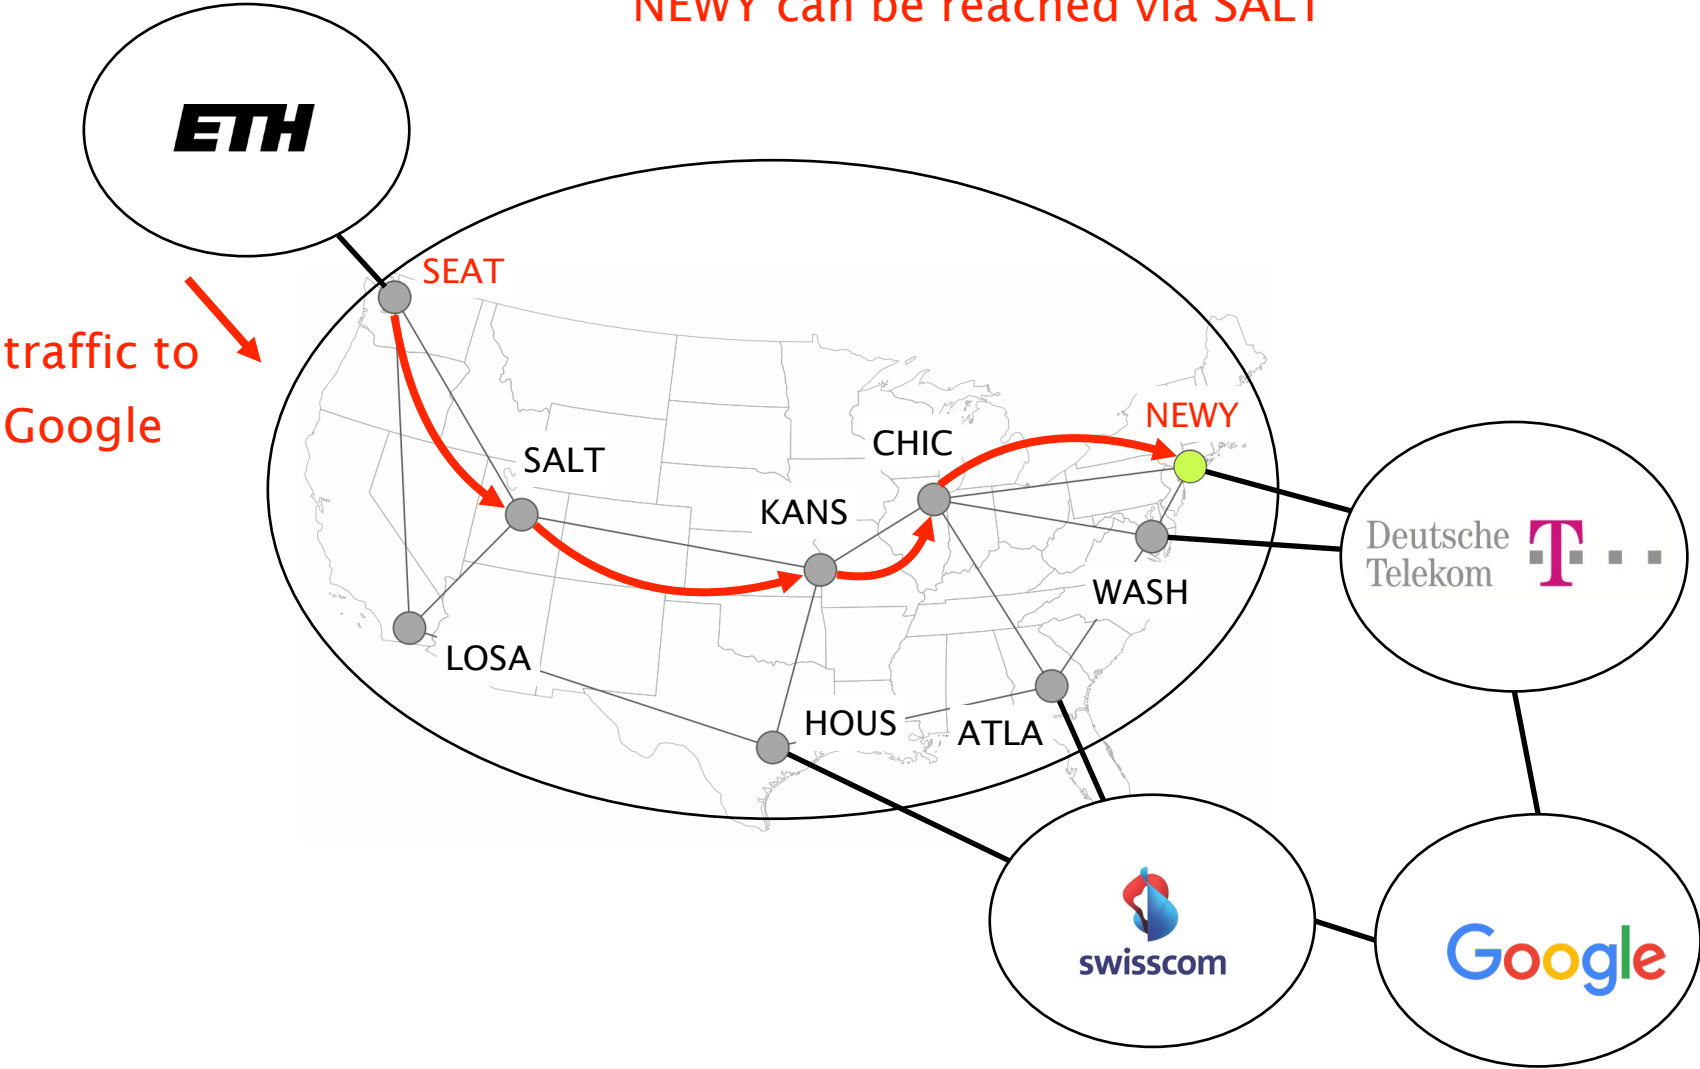 NEWY can be reached via SALT
ETH
SEAT
traffic to
Google
NEWY
CHIC
SALT
KANS
Deutsche
Telekom
T
WASH
LOSA
HOUS
ATLA
swisscom
Google